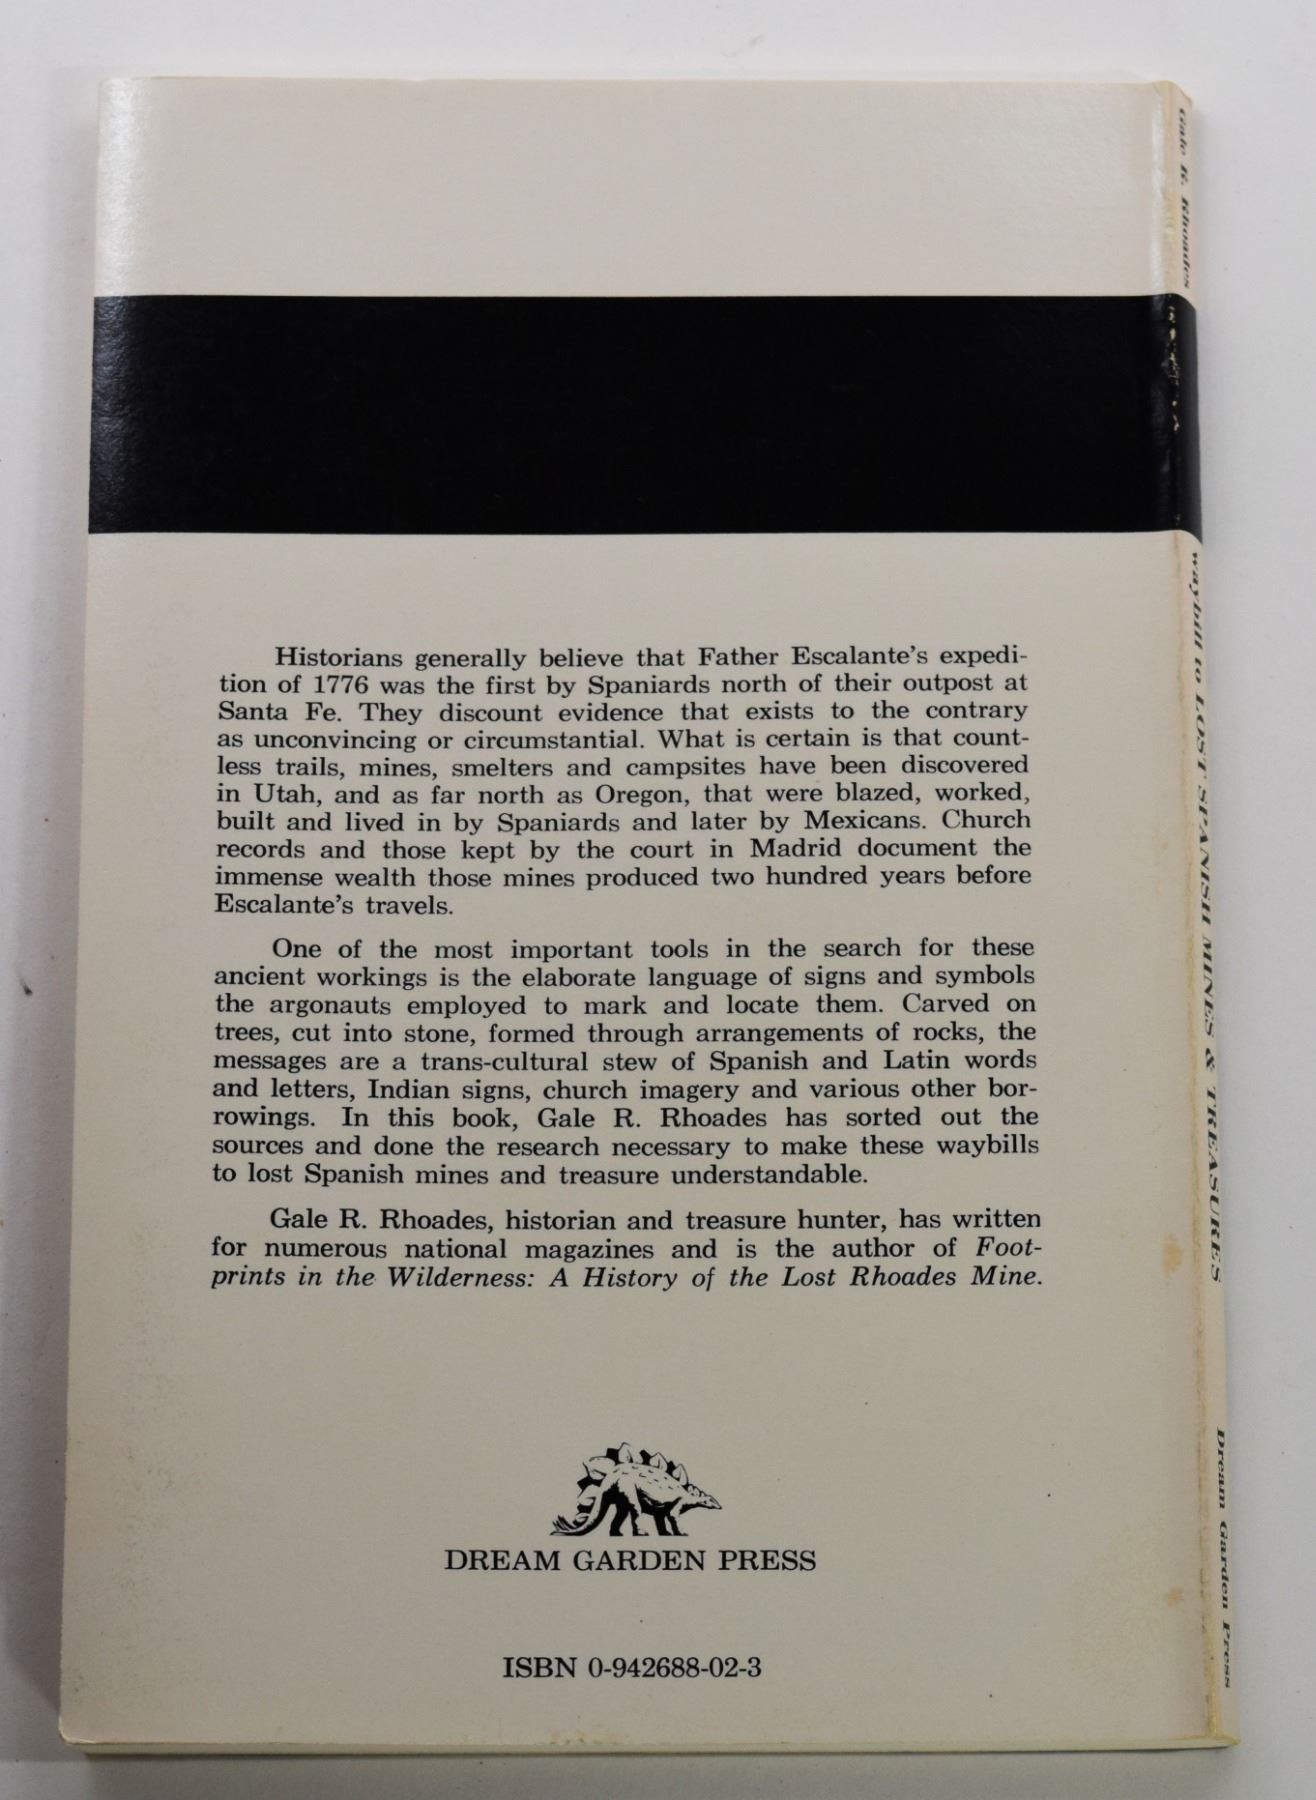 Historians generally believe that Father Escalante's expedi-
tion of 1776 was the first by Spaniards north of their outpost at
Santa Fe. They discount evidence that exists to the contrary
as unconvincing or circumstantial. What is certain is that count-
less trails, mines, smelters and campsites have been discovered
in Utah, and as far north as Oregon, that were blazed, worked,
built and lived in by Spaniards and later by Mexicans. Church
records and those kept by the court in Madrid document the
immense wealth those mines produced two hundred years before
Escalante's travels.
One of the most important tools in the search for these
ancient workings is the elaborate language of signs and symbols
the argonauts employed to mark and locate them. Carved on
trees, cut into stone, formed through arrangements of rocks, the
messages are a trans-cultural stew of Spanish and Latin words
and letters, Indian signs, church imagery and various other bor-
rowings. In this book, Gale R. Rhoades has sorted out the
sources and done the research necessary to make these waybills
to lost Spanish mines and treasure understandable.
Gale R. Rhoades, historian and treasure hunter, has written
for numerous national magazines and is the author of Foot-
prints in the Wilderness: A History of the Lost Rhoades Mine.
DREAM GARDEN PRESS
ISBN 0-942688-02-3
Gale R. Rhoades
waybill to LOST SPANISH MINES & TREASURES
Dream Garden Press